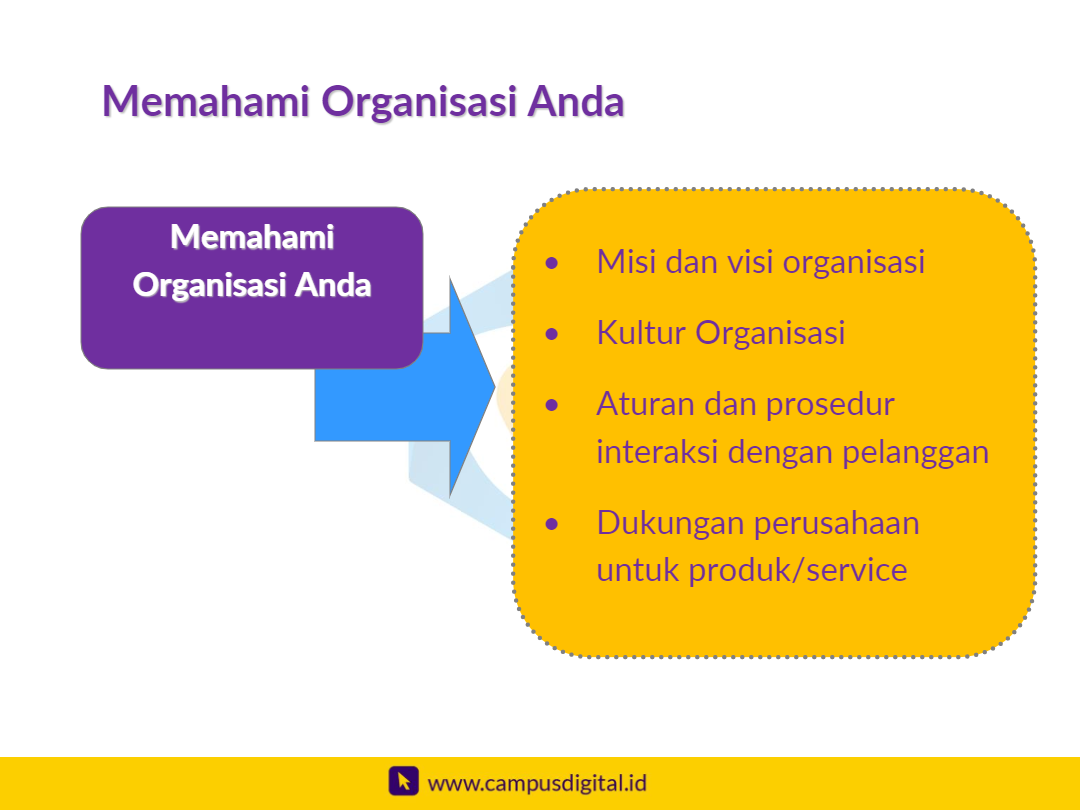 Memahami Organisasi Anda
Memahami
Organisasi Anda
• Misi dan visi organisasi
• Kultur Organisasi
• Aturan dan prosedur
interaksi dengan pelanggan
• Dukungan perusahaan
untuk produk/service
www.campusdigital.id